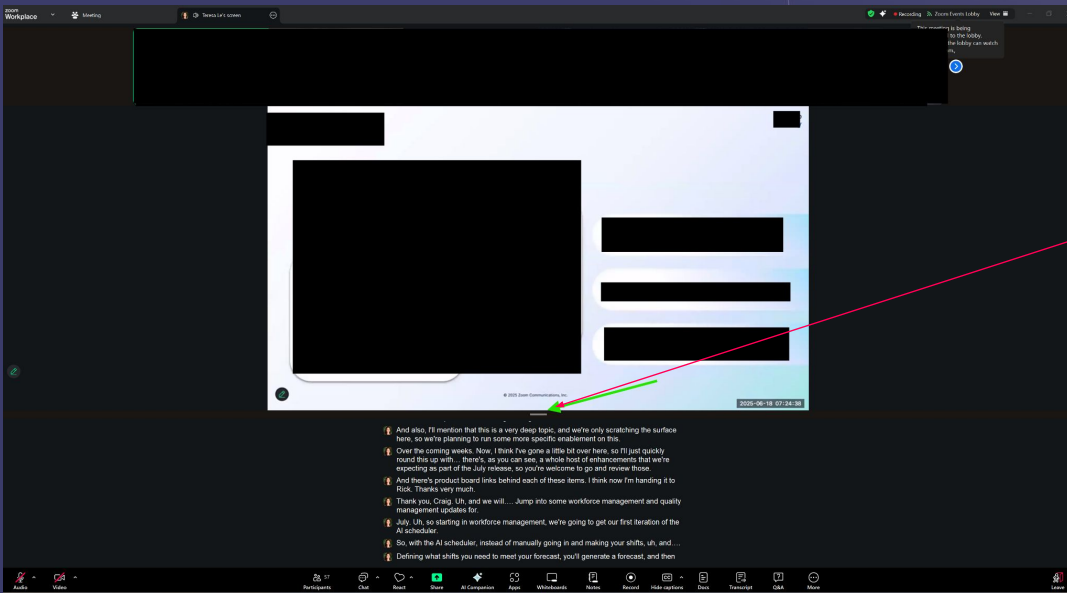 zoom
Workplace
Meeting
Teresa Le's screen
Recording
Zoom Events Lobby
View
This meeting is being
to the lobby.
the lobby can watch
© 2025 Zoom Communications, Inc.
2025-06-18 07:24:38
And also, I'll mention that this is a very deep topic, and we're only scratching the surface
here, so we're planning to run some more specific enablement on this.
Over the coming weeks. Now, I think I've gone a little bit over here, so I'll just quickly
round this up with... there's, as you can see, a whole host of enhancements that we're
expecting as part of the July release, so you're welcome to go and review those.
And there's product board links behind each of these items. I think now I'm handing it to
Rick. Thanks very much.
Thank you, Craig. Uh, and we will.... Jump into some workforce management and quality
management updates for.
July. Uh, so starting in workforce management, we're going to get our first iteration of the
AI scheduler.
So, with the AI scheduler, instead of manually going in and making your shifts, uh, and....
Defining what shifts you need to meet your forecast, you'll generate a forecast, and then
Audio
Video
Participants
57
Chat
React
Share
AI Companion
Apps
Whiteboards
Notes
Record
CC
Hide captions
Docs
Transcript
Q&A
More
Leave